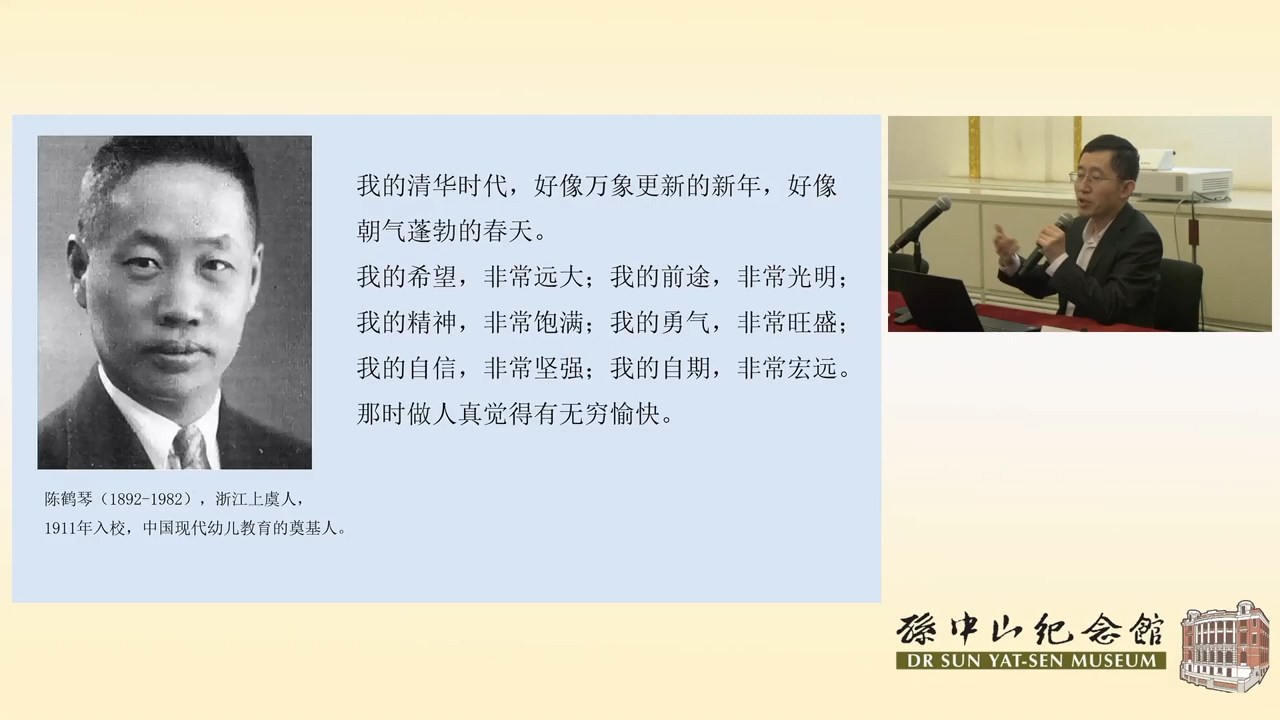 我的清华时代，好像万象更新的新年，好像
朝气蓬勃的春天。
我的希望，非常远大；我的前途，非常光明；
我的精神，非常饱满；我的勇气，非常旺盛；
我的自信，非常坚强；我的自期，非常宏远。
那时做人真觉得有无穷愉快。
陈鹤琴（1892-1982），浙江上虞人，
1911年入校，中国现代幼儿教育的奠基人。
孫中山紀念館
DR SUN YAT-SEN MUSEUM